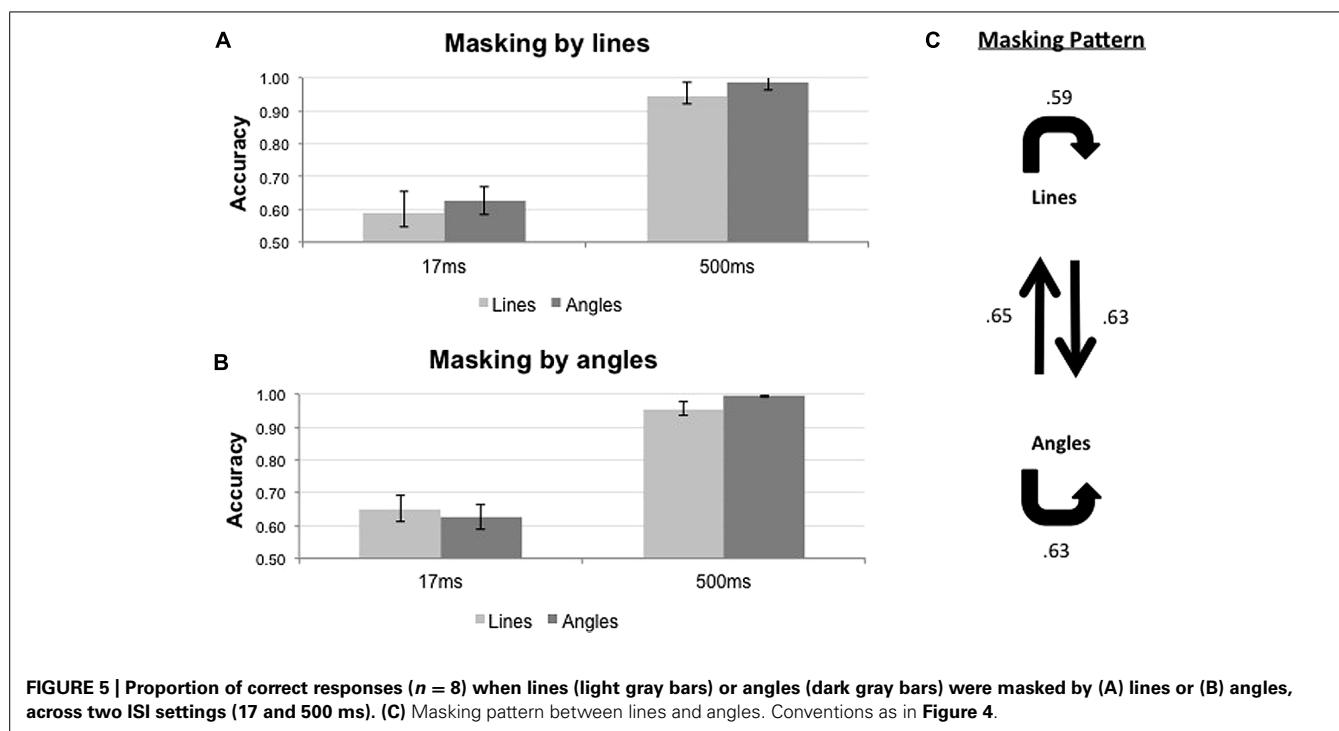 A
Masking by lines
Accuracy
1.00
0.90
0.80
0.70
0.60
0.50
17ms
500ms
Lines Angles
B
Masking by angles
Accuracy
1.00
0.90
0.80
0.70
0.60
0.50
17ms
500ms
Lines Angles
C
Masking Pattern
.59
Lines
.65
.63
Angles
.63
FIGURE 5 | Proportion of correct responses (n = 8) when lines (light gray bars) or angles (dark gray bars) were masked by (A) lines or (B) angles,
across two ISI settings (17 and 500 ms). (C) Masking pattern between lines and angles. Conventions as in Figure 4.